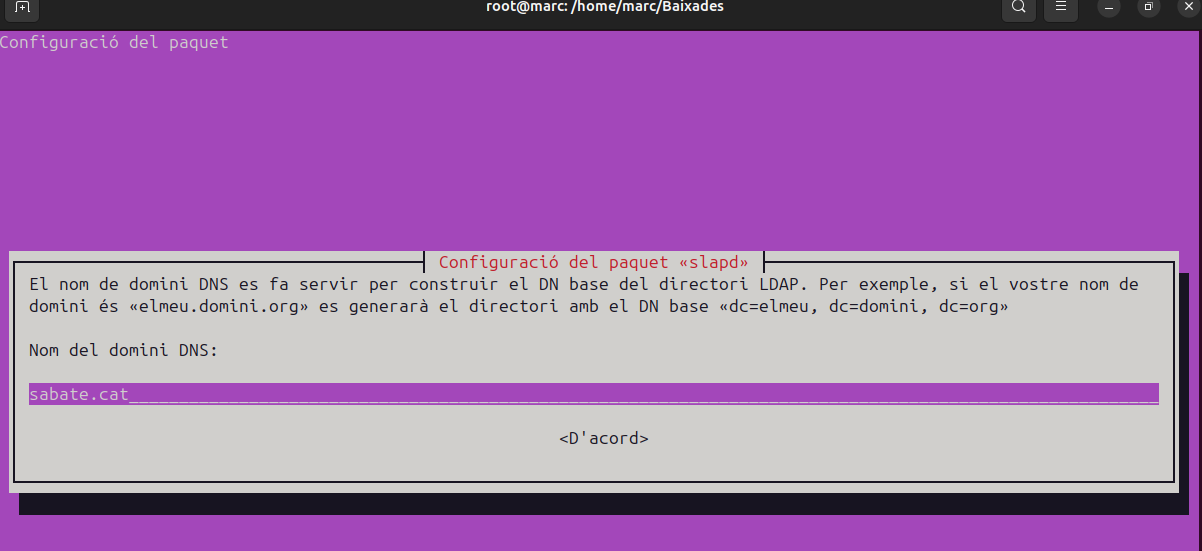 root@marc: /home/marc/Baixades
Configuració del paquet
Configuració del paquet «slapd»
El nom de domini DNS es fa servir per construir el DN base del directori LDAP. Per exemple, si el vostre nom de
domini és «elmeu.domini.org» es generarà el directori amb el DN base «dc=elmeu, dc=domini, dc=org»
Nom del domini DNS:
sabate.cat
<D'acord>